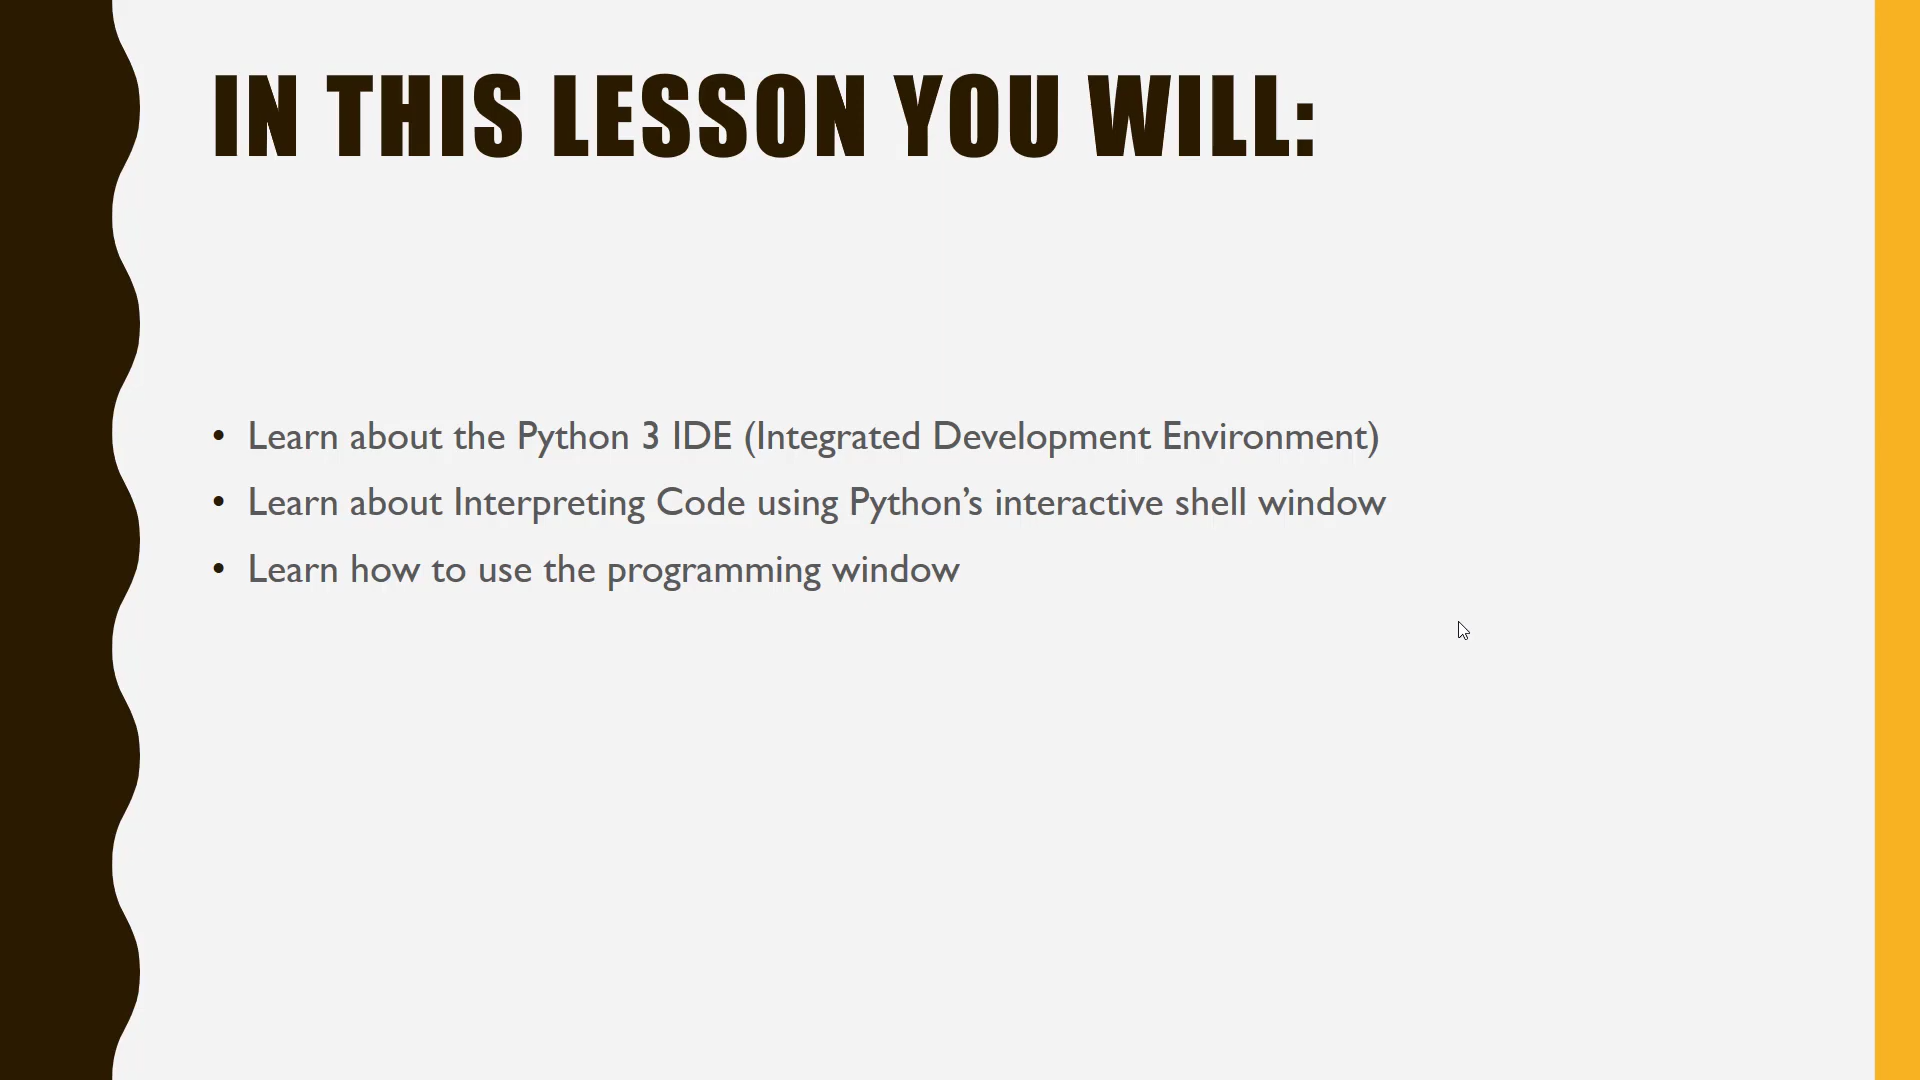 IN THIS LESSON YOU WILL:
• Learn about the Python 3 IDE (Integrated Development Environment)
• Learn about Interpreting Code using Python’s interactive shell window
• Learn how to use the programming window